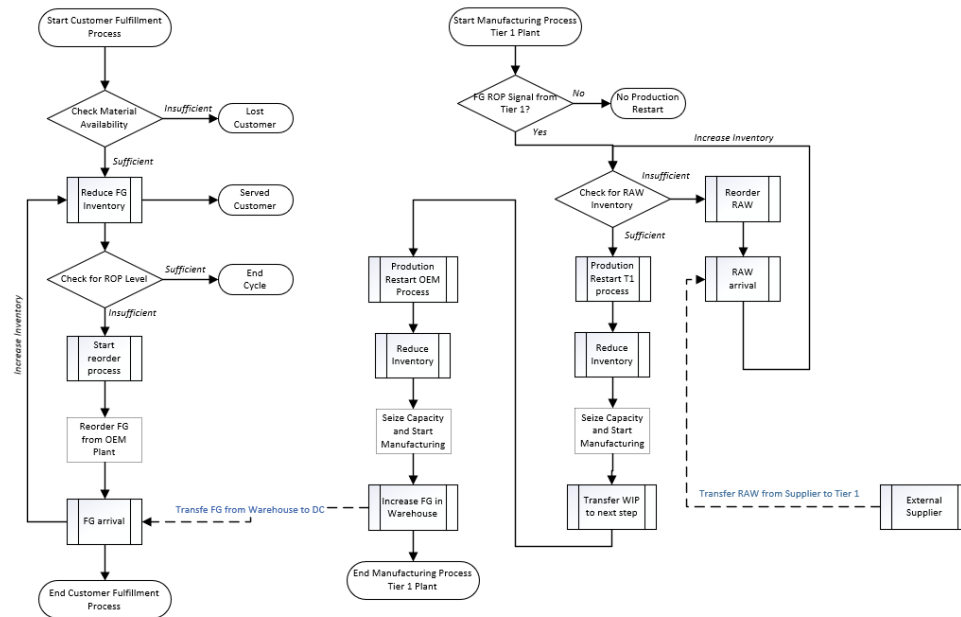 Start Customer Fulfillment
Process
Check Material
Availability
Insufficient
Lost
Customer
Sufficient
Reduce FG
Inventory
Served
Customer
Check for ROP Level
Sufficient
End
Cycle
Insufficient
Increase Inventory
Start
reorder
process
Reorder FG
from OEM
Plant
FG arrival
End Customer Fulfillment
Process
Transfe FG from Warehouse to DC
Start Manufacturing Process
Tier 1 Plant
FG ROP Signal from
Tier 1?
No
No Production
Restart
Yes
Increase Inventory
Check for RAW
Inventory
Insufficient
Reorder
RAW
RAW
arrival
Sufficient
Prodution
Restart T1
process
Reduce
Inventory
Seize Capacity
and Start
Manufacturing
Transfer WIP
to next step
Prodution
Restart OEM
Process
Reduce
Inventory
Seize Capacity
and Start
Manufacturing
Increase FG in
Warehouse
End Manufacturing Process
Tier 1 Plant
Transfer RAW from Supplier to Tier 1
External
Supplier